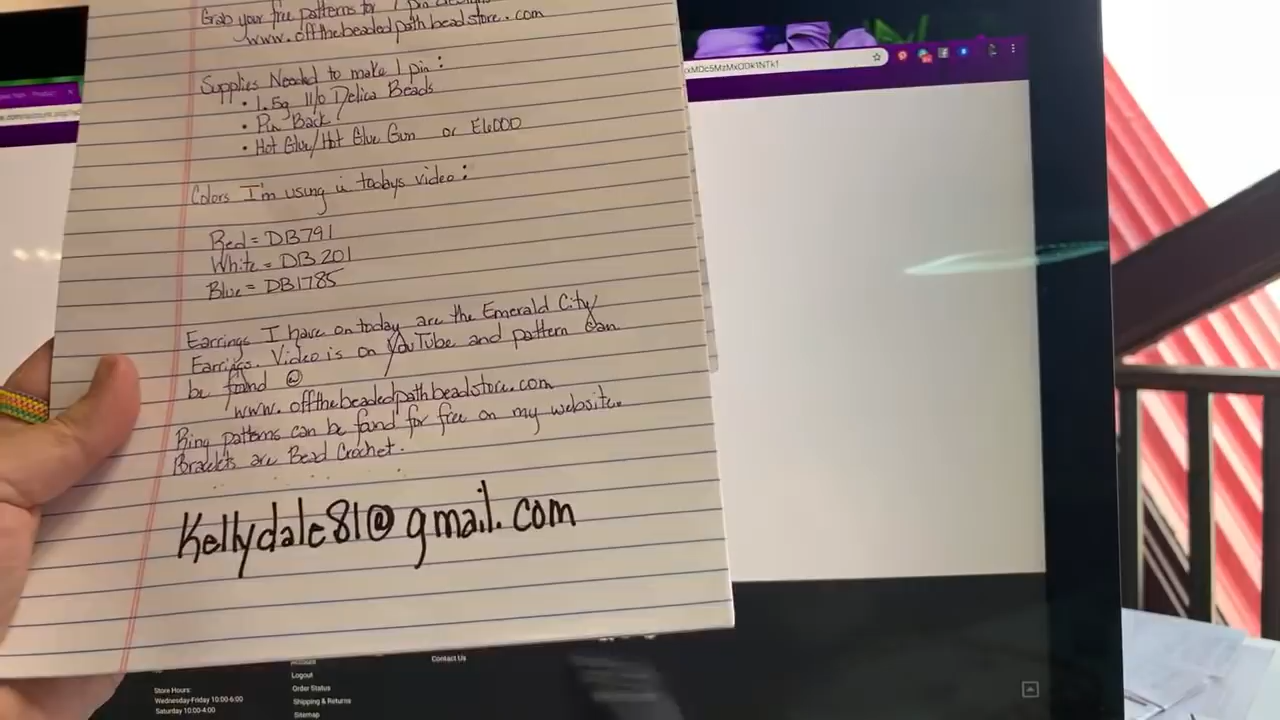 Grab your free patterns for
www.offthebeadedpathbeadstore.com
Supplies Needed to make 1 pin:
• 1.5g 11/0 Delica Beads
• Pin Back
• Hot Glue/Hot Glue Gun or E6000
Colors I'm using in todays video:
Red = DB791
White = DB201
Blue = DB1785
Earrings I have on today are the Emerald City
Earrings. Video is on YouTube and pattern can
be found @
www.offthebeadedpathbeadstore.com
Ring patterns can be found for free on my website.
Bracelets are Bead Crochet.
Kellydale81@gmail.com
Contact Us
Logout
Order Status
Shipping & Returns
Sitemap
Store Hours:
Wednesday-Friday 10:00-6:00
Saturday 10:00-4:00